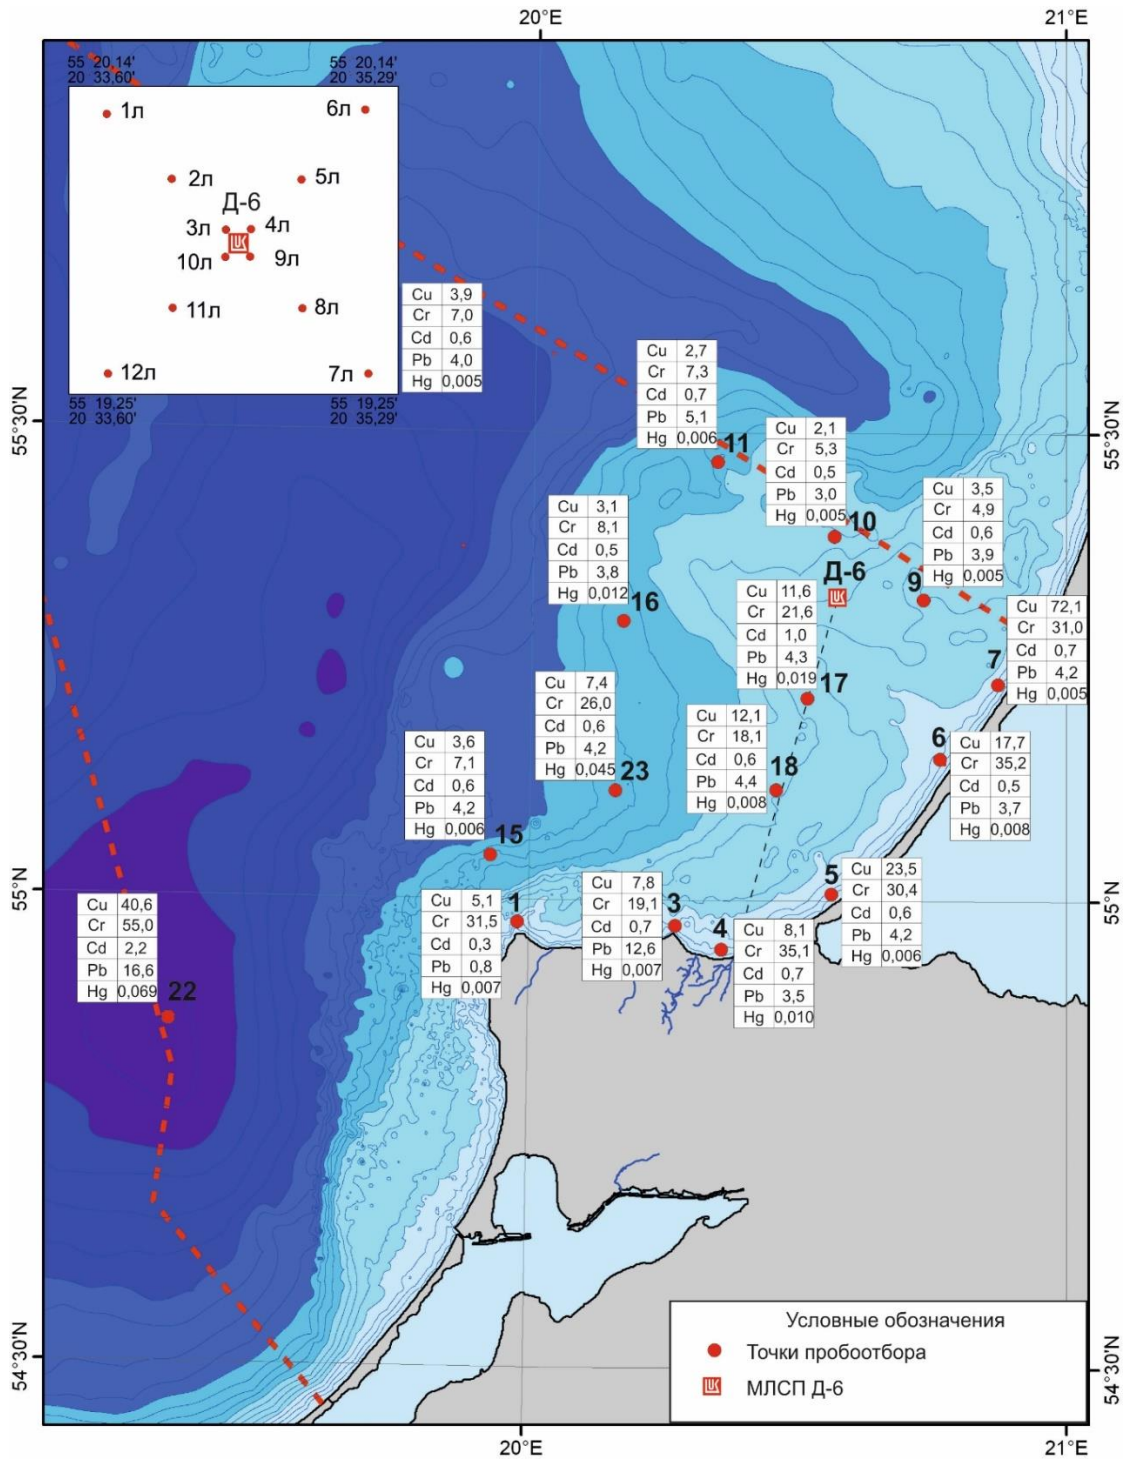 20°E 21°E
55 20,14' 55 20,14'
20 33,60' 20 35,29'
1л 6л
2л 5л
Д-6
3л 4л
10л 9л
11л 8л
12л 7л
55 19,25' 55 19,25'
20 33,60' 20 35,29'
Cu 3,9
Cr 7,0
Cd 0,6
Pb 4,0
Hg 0,005
Cu 2,7
Cr 7,3
Cd 0,7
Pb 5,1
Hg 0,006
11
55°30'N
55°30'N
Cu 2,1
Cr 5,3
Cd 0,5
Pb 3,0
Hg 0,005
10
Cu 3,5
Cr 4,9
Cd 0,6
Pb 3,9
Hg 0,005
9
Cu 3,1
Cr 8,1
Cd 0,5
Pb 3,8
Hg 0,012
16
Д-6
Cu 11,6
Cr 21,6
Cd 1,0
Pb 4,3
Hg 0,019
17
Cu 72,1
Cr 31,0
Cd 0,7
Pb 4,2
Hg 0,005
7
Cu 7,4
Cr 26,0
Cd 0,6
Pb 4,2
Hg 0,045
23
Cu 12,1
Cr 18,1
Cd 0,6
Pb 4,4
Hg 0,008
18
6
Cu 17,7
Cr 35,2
Cd 0,5
Pb 3,7
Hg 0,008
Cu 3,6
Cr 7,1
Cd 0,6
Pb 4,2
Hg 0,006
15
55°N
55°N
Cu 40,6
Cr 55,0
Cd 2,2
Pb 16,6
Hg 0,069
22
Cu 5,1
Cr 31,5
Cd 0,3
Pb 0,8
Hg 0,007
1
Cu 7,8
Cr 19,1
Cd 0,7
Pb 12,6
Hg 0,007
3
4
Cu 8,1
Cr 35,1
Cd 0,7
Pb 3,5
Hg 0,010
5
Cu 23,5
Cr 30,4
Cd 0,6
Pb 4,2
Hg 0,006
Условные обозначения
Точки пробоотбора
МЛСП Д-6
54°30'N
54°30'N
20°E 21°E